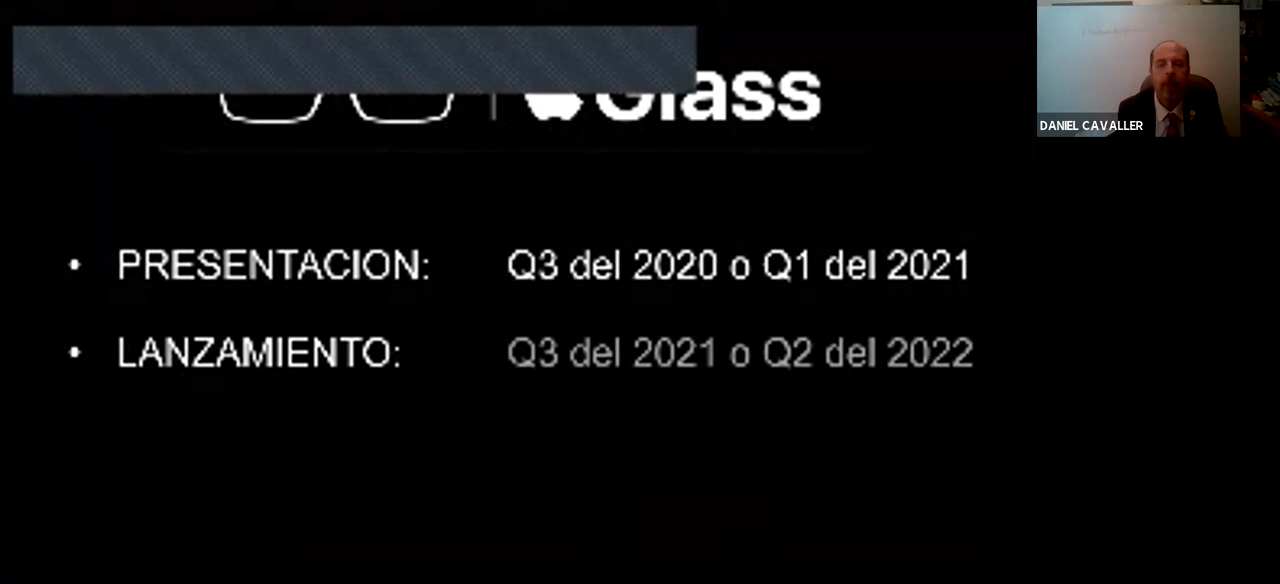 Glass
• PRESENTACION: Q3 del 2020 o Q1 del 2021
• LANZAMIENTO: Q3 del 2021 o Q2 del 2022
DANIEL CAVALLER